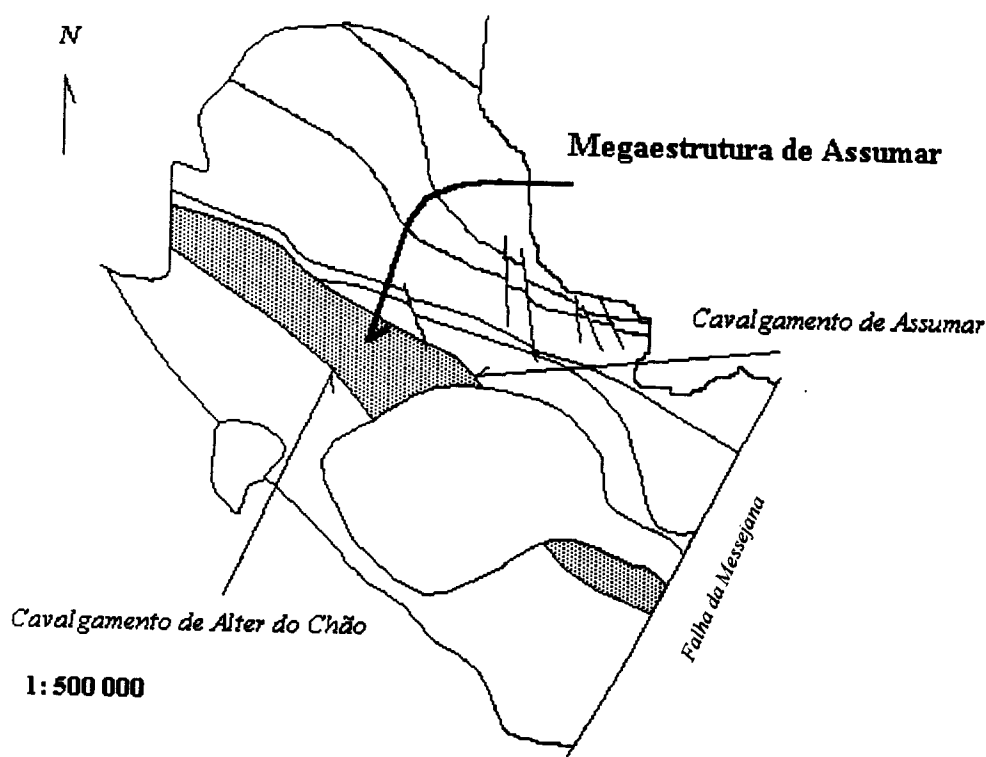 N
Megaestrutura de Assumar
Cavalgamento de Assumar
Falha da Messejana
Cavalgamento de Alter do Chão
1: 500 000